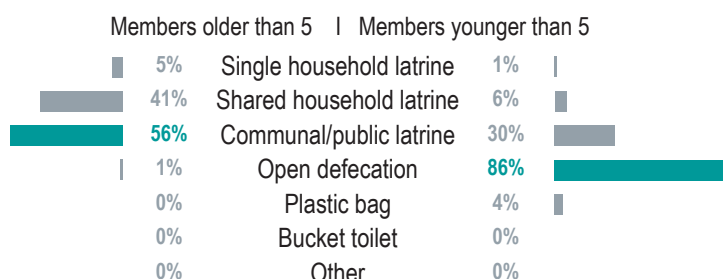 Members older than 5 I Members younger than 5
5% Single household latrine 1%
41% Shared household latrine 6%
56% Communal/public latrine 30%
1% Open defecation 86%
0% Plastic bag 4%
0% Bucket toilet 0%
0% Other 0%